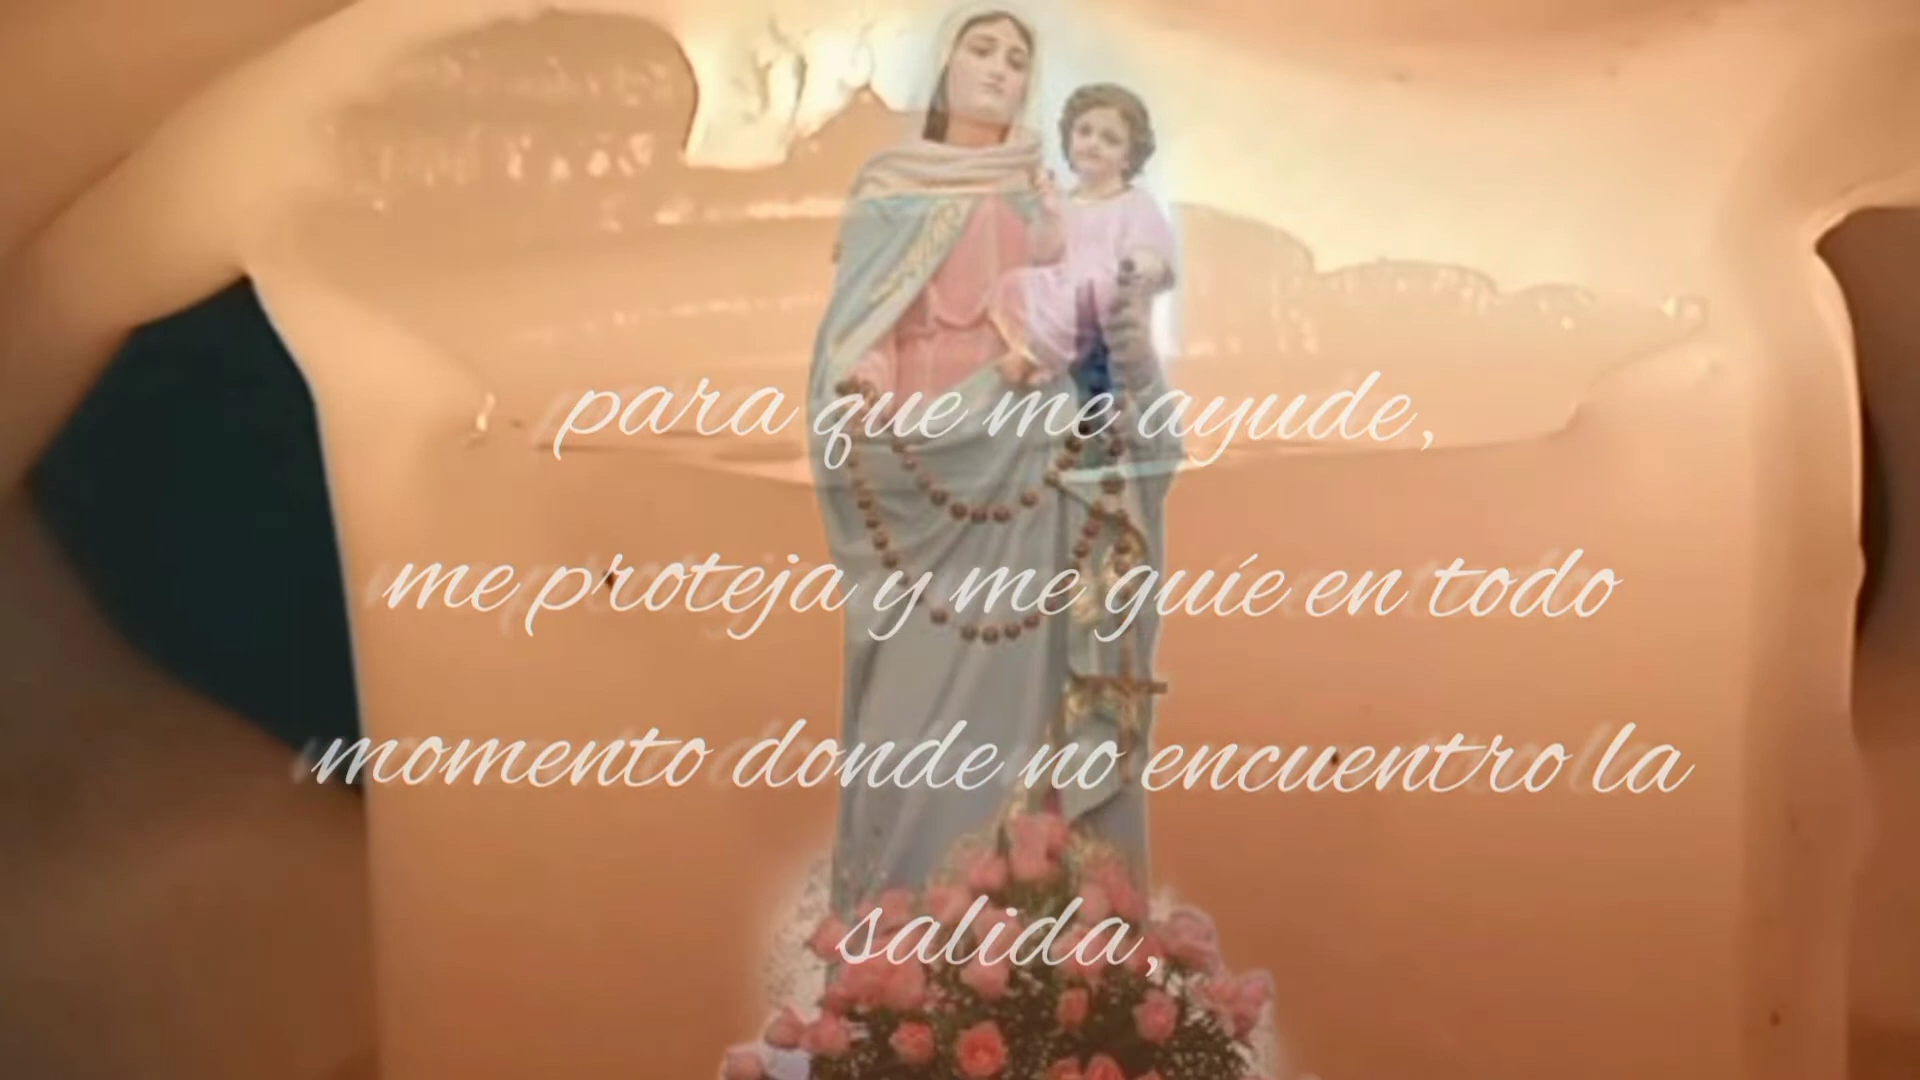 para que me ayude,
me proteja y me guíe en todo
momento donde no encuentro la
salida,